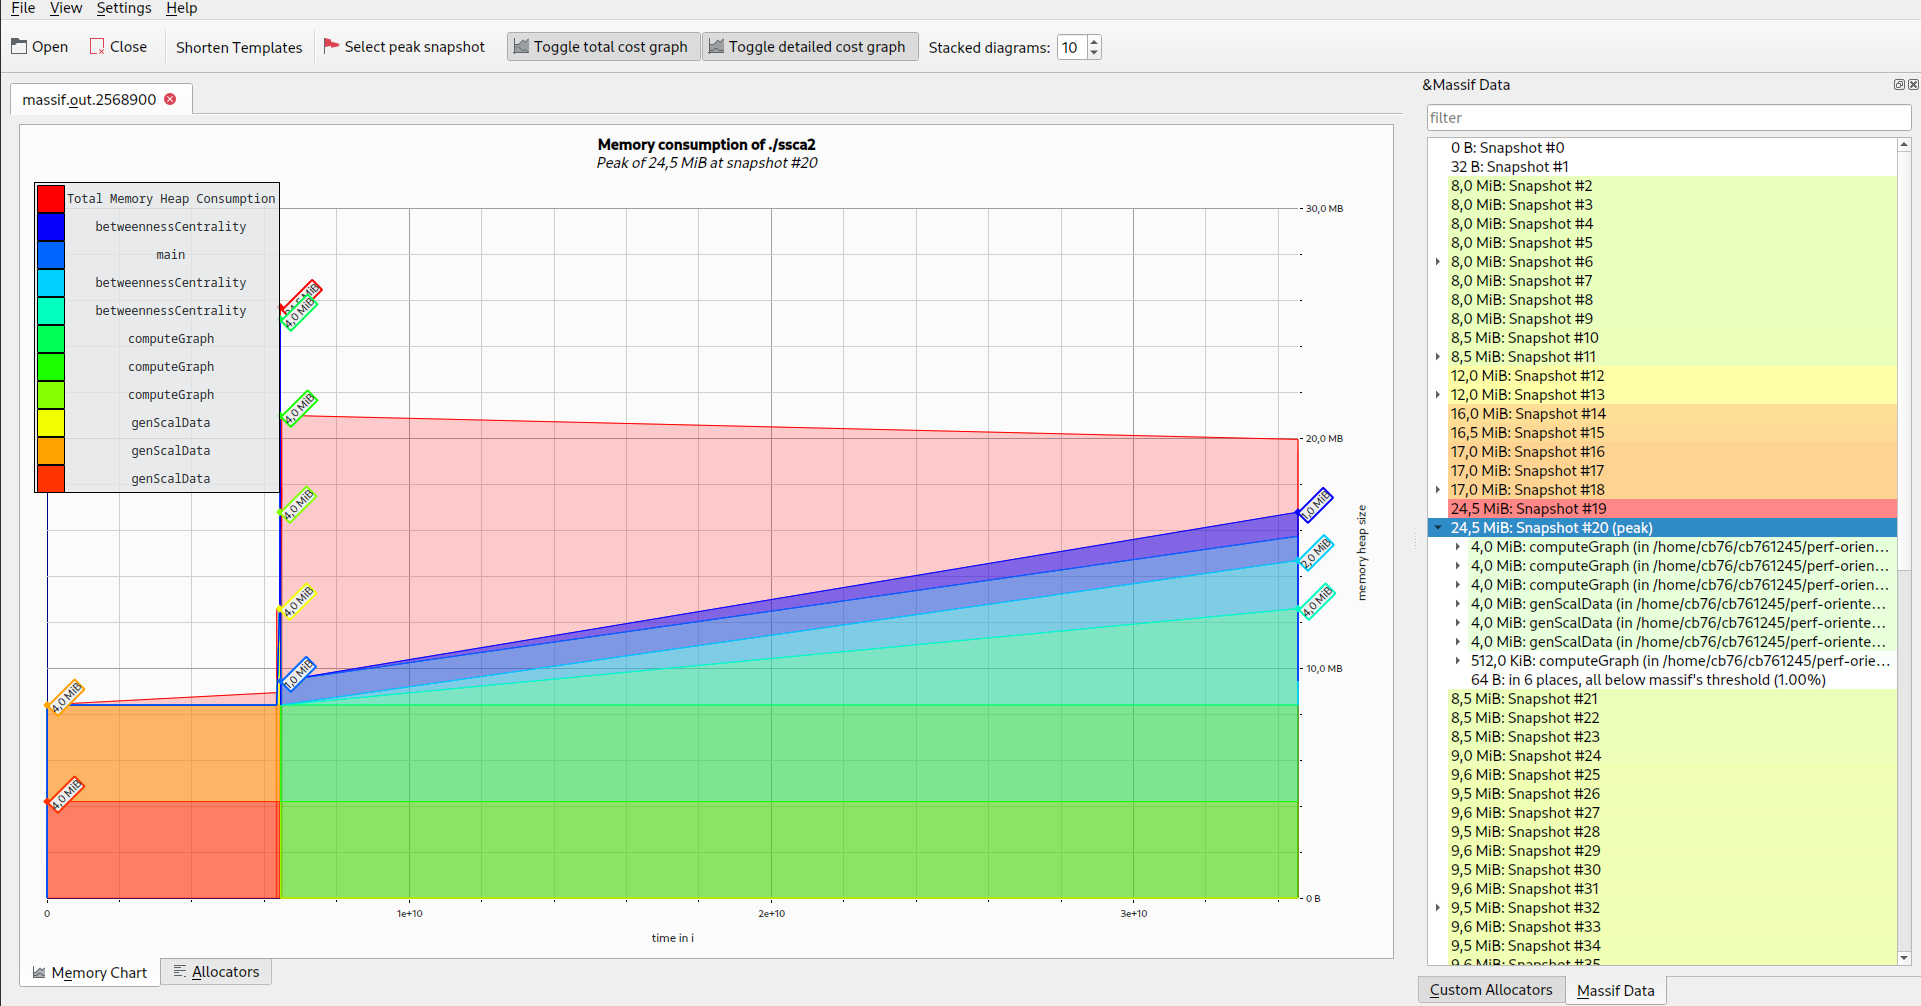 File View Settings Help
Open Close Shorten Templates Select peak snapshot Toggle total cost graph Toggle detailed cost graph Stacked diagrams: 10
massif.out.2568900
Memory consumption of ./ssca2
Peak of 24,5 MiB at snapshot #20
Total Memory Heap Consumption
betweennessCentrality
main
betweennessCentrality
betweennessCentrality
computeGraph
computeGraph
computeGraph
genScalData
genScalData
genScalData
4,0 MiB
4,0 MiB
4,0 MiB
4,0 MiB
4,0 MiB
1,0 MiB
4,0 MiB
4,0 MiB
1,0 MiB
2,0 MiB
30,0 MB
20,0 MB
10,0 MB
0 B
memory heap size
0
1e+10
2e+10
3e+10
time in i
Memory Chart
Allocators
&Massif Data
filter
0 B: Snapshot #0
32 B: Snapshot #1
8,0 MiB: Snapshot #2
8,0 MiB: Snapshot #3
8,0 MiB: Snapshot #4
8,0 MiB: Snapshot #5
8,0 MiB: Snapshot #6
8,0 MiB: Snapshot #7
8,0 MiB: Snapshot #8
8,0 MiB: Snapshot #9
8,5 MiB: Snapshot #10
8,5 MiB: Snapshot #11
12,0 MiB: Snapshot #12
12,0 MiB: Snapshot #13
16,0 MiB: Snapshot #14
16,5 MiB: Snapshot #15
17,0 MiB: Snapshot #16
17,0 MiB: Snapshot #17
17,0 MiB: Snapshot #18
24,5 MiB: Snapshot #19
24,5 MiB: Snapshot #20 (peak)
4,0 MiB: computeGraph (in /home/cb76/cb761245/perf-orien...
4,0 MiB: computeGraph (in /home/cb76/cb761245/perf-orien...
4,0 MiB: computeGraph (in /home/cb76/cb761245/perf-orien...
4,0 MiB: genScalData (in /home/cb76/cb761245/perf-oriente...
4,0 MiB: genScalData (in /home/cb76/cb761245/perf-oriente...
4,0 MiB: genScalData (in /home/cb76/cb761245/perf-oriente...
512,0 KiB: computeGraph (in /home/cb76/cb761245/perf-orie...
64 B: in 6 places, all below massif's threshold (1.00%)
8,5 MiB: Snapshot #21
8,5 MiB: Snapshot #22
8,5 MiB: Snapshot #23
9,0 MiB: Snapshot #24
9,6 MiB: Snapshot #25
9,5 MiB: Snapshot #26
9,6 MiB: Snapshot #27
9,5 MiB: Snapshot #28
9,6 MiB: Snapshot #29
9,5 MiB: Snapshot #30
9,6 MiB: Snapshot #31
9,5 MiB: Snapshot #32
9,6 MiB: Snapshot #33
9,5 MiB: Snapshot #34
9,6 MiB: Snapshot #35
Custom Allocators
Massif Data